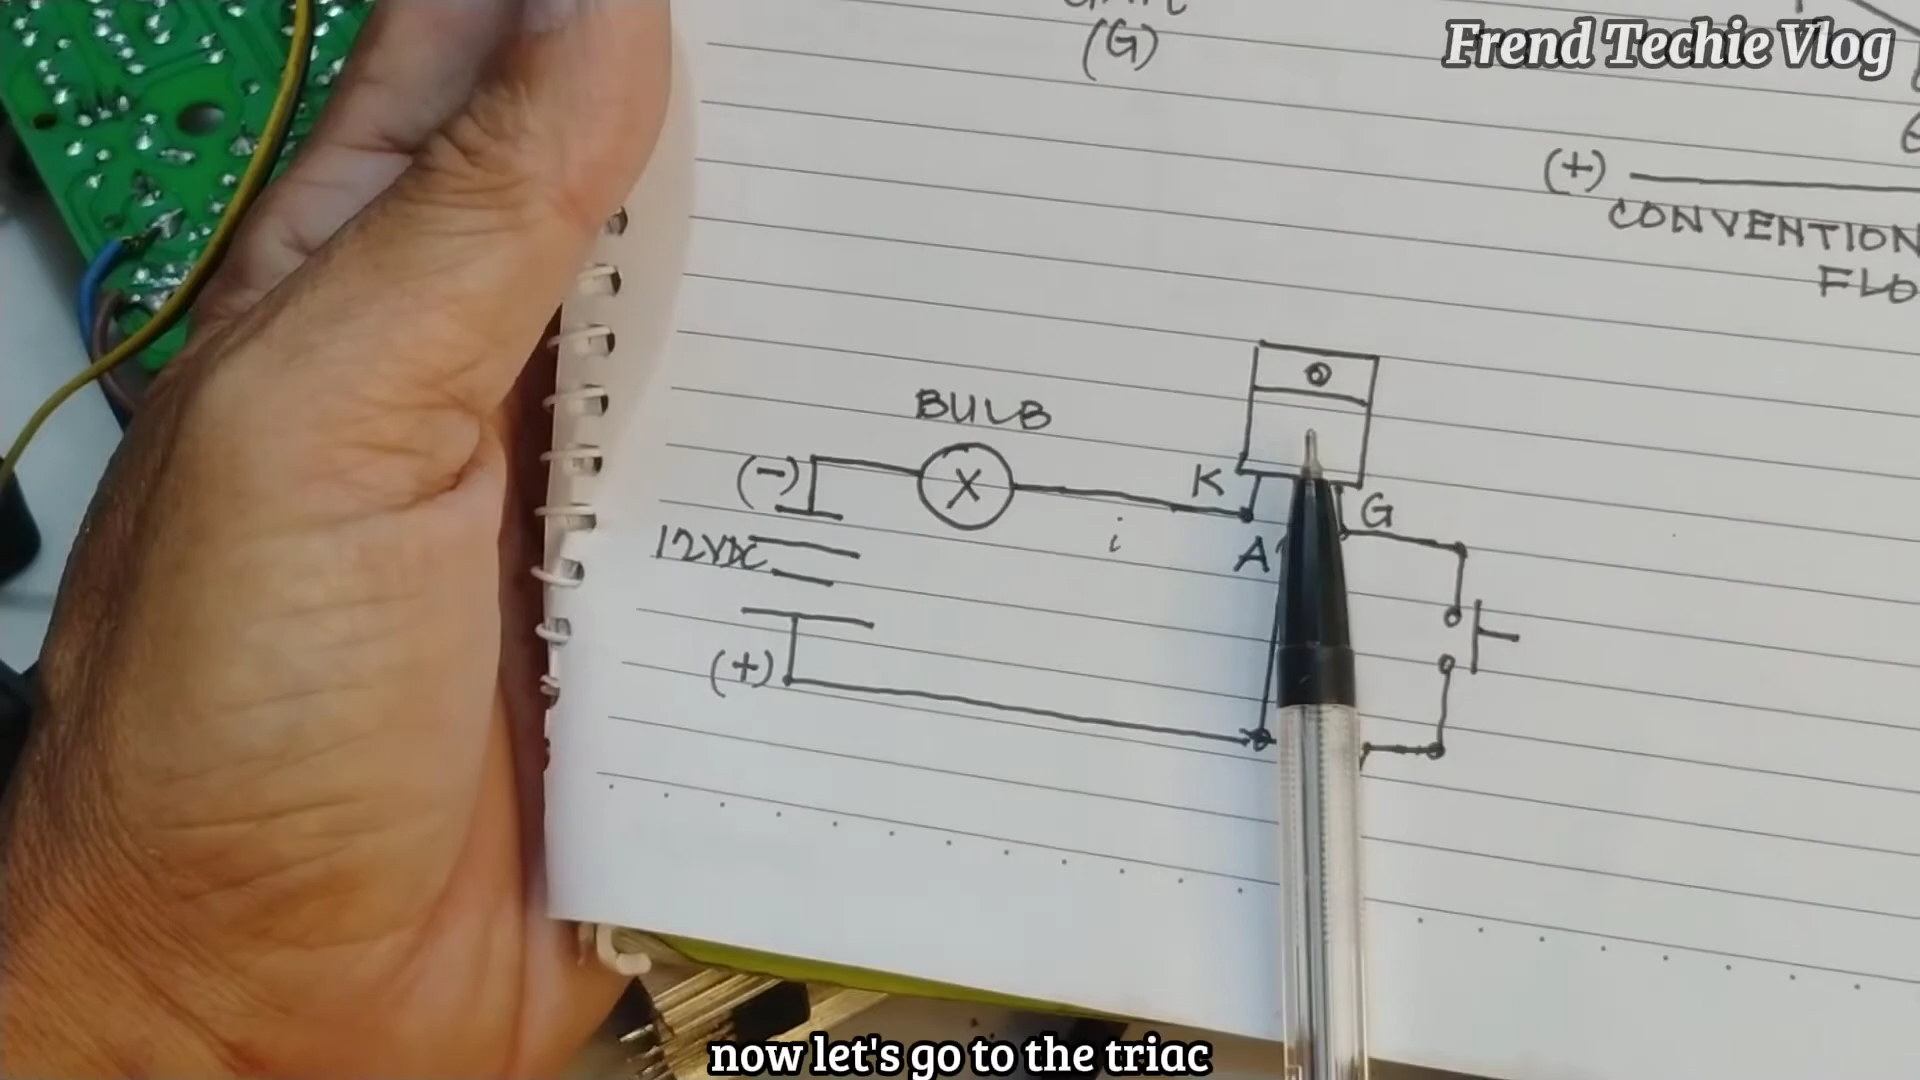 Frend Techie Vlog
(G)
(+)
CONVENTION
FLO
BULB
(-)
K
G
i
12VDC
A
(+)
now let's go to the triac